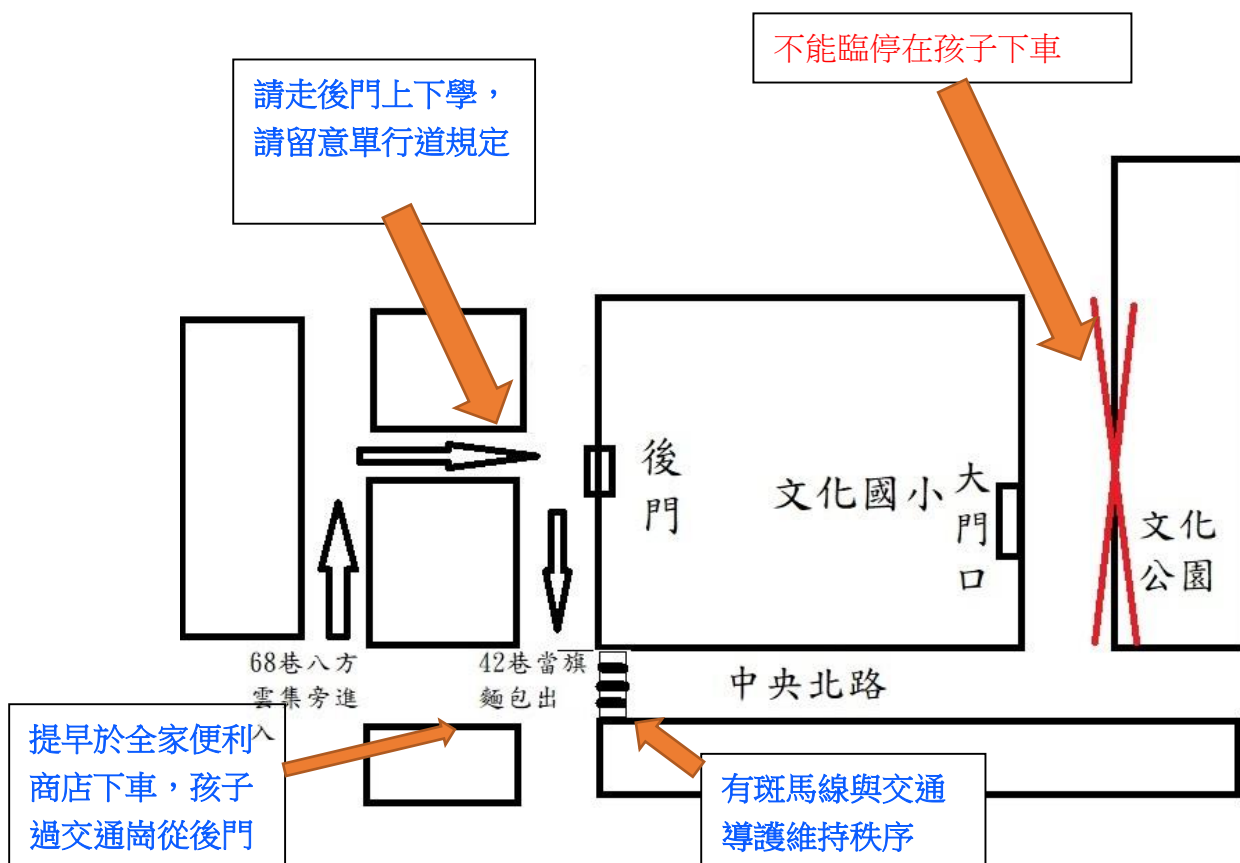 不能臨停在孩子下車
請走後門上下學，
請留意單行道規定
後
門
文化國小
大
門
口
文化
公園
68巷八方
雲集旁進
入
42巷當旗
麵包出
中央北路
提早於全家便利
商店下車，孩子
過交通崗從後門
有斑馬線與交通
導護維持秩序